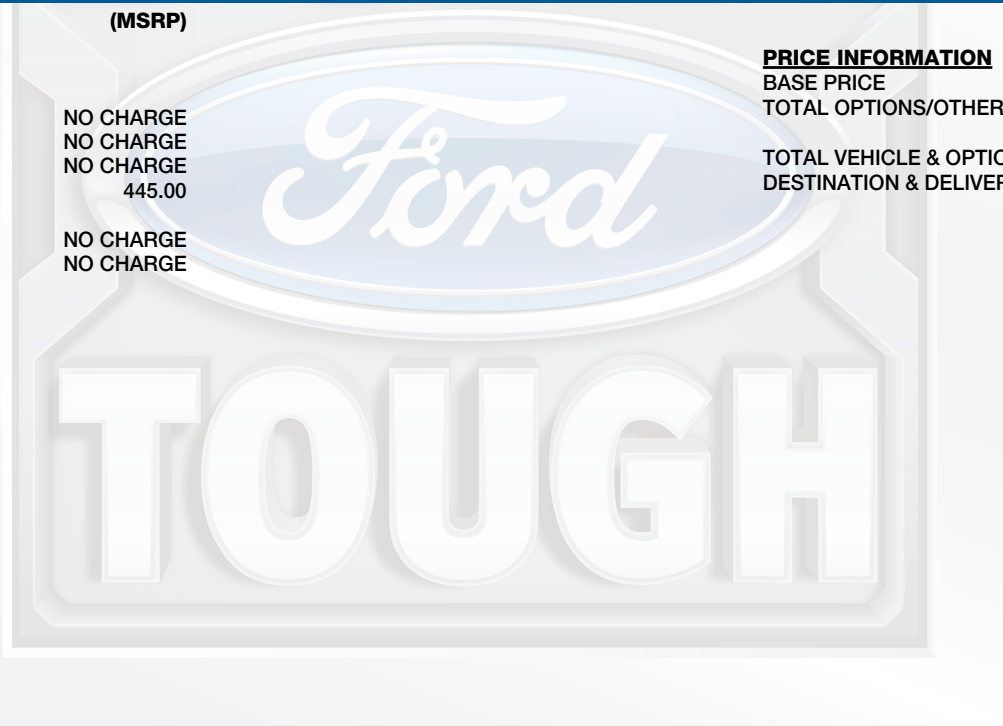 (MSRP)
NO CHARGE
NO CHARGE
NO CHARGE
445.00
NO CHARGE
NO CHARGE
PRICE INFORMATION
BASE PRICE
TOTAL OPTIONS/OTHER
TOTAL VEHICLE & OPTIO
DESTINATION & DELIVER
Ford
TOUGH